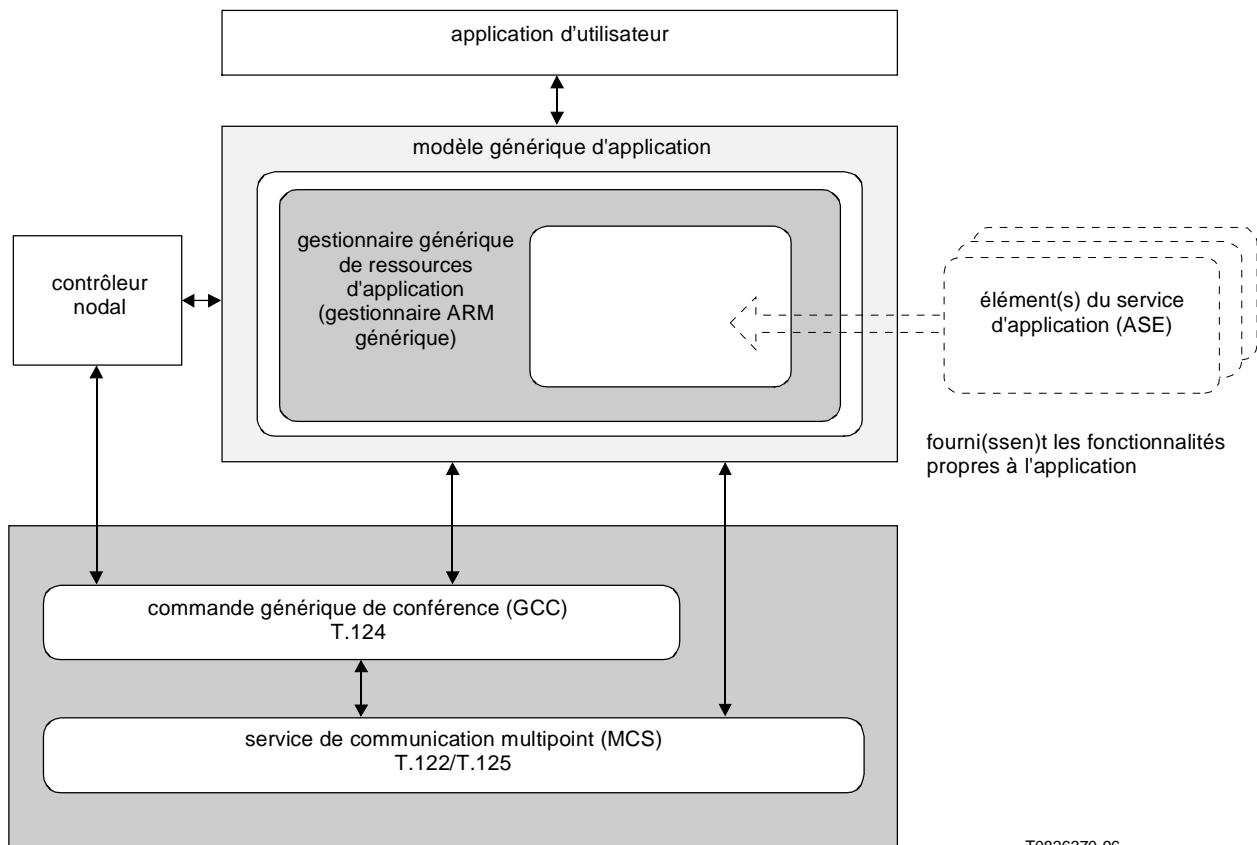 application d'utilisateur
modèle générique d'application
gestionnaire générique
de ressources
d'application
(gestionnaire ARM
générique)
contrôleur
nodal
élément(s) du service
d'application (ASE)
fourni(ssen)t les fonctionnalités
propres à l'application
commande générique de conférence (GCC)
T.124
service de communication multipoint (MCS)
T.122/T.125